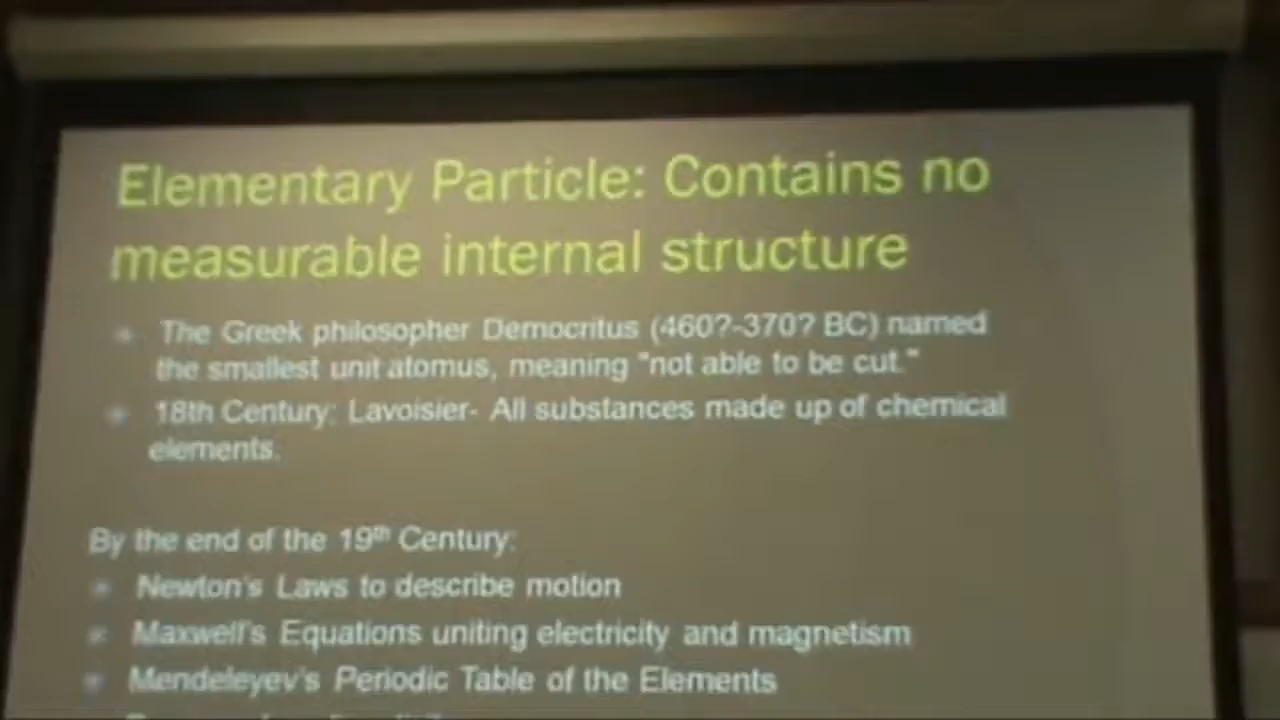 Elementary Particle: Contains no
measurable internal structure
The Greek philosopher Democritus (460?-370? BC) named
the smallest unit atomus, meaning "not able to be cut."
18th Century: Lavoisier- All substances made up of chemical
elements.
By the end of the 19th Century:
Newton's Laws to describe motion
Maxwell's Equations uniting electricity and magnetism
Mendeleyev's Periodic Table of the Elements